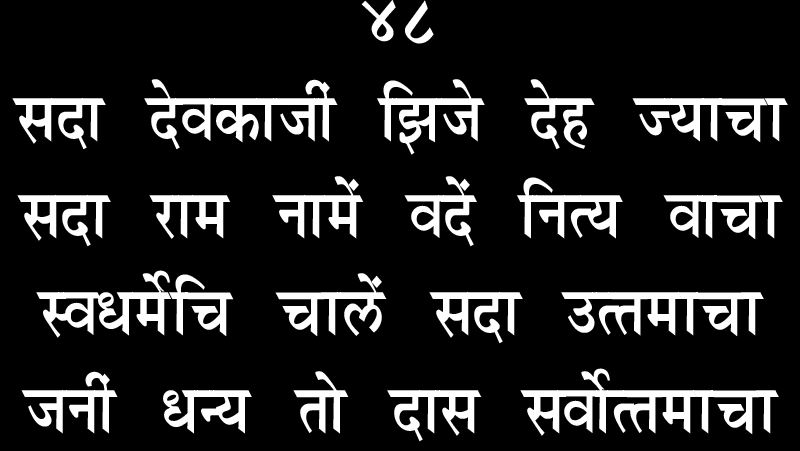 ४८
सदा देवकाजीं झिजे देह ज्याचा
सदा राम नामें वदें नित्य वाचा
स्वधर्मेचि चालें सदा उत्तमाचा
जनीं धन्य तो दास सर्वोत्तमाचा